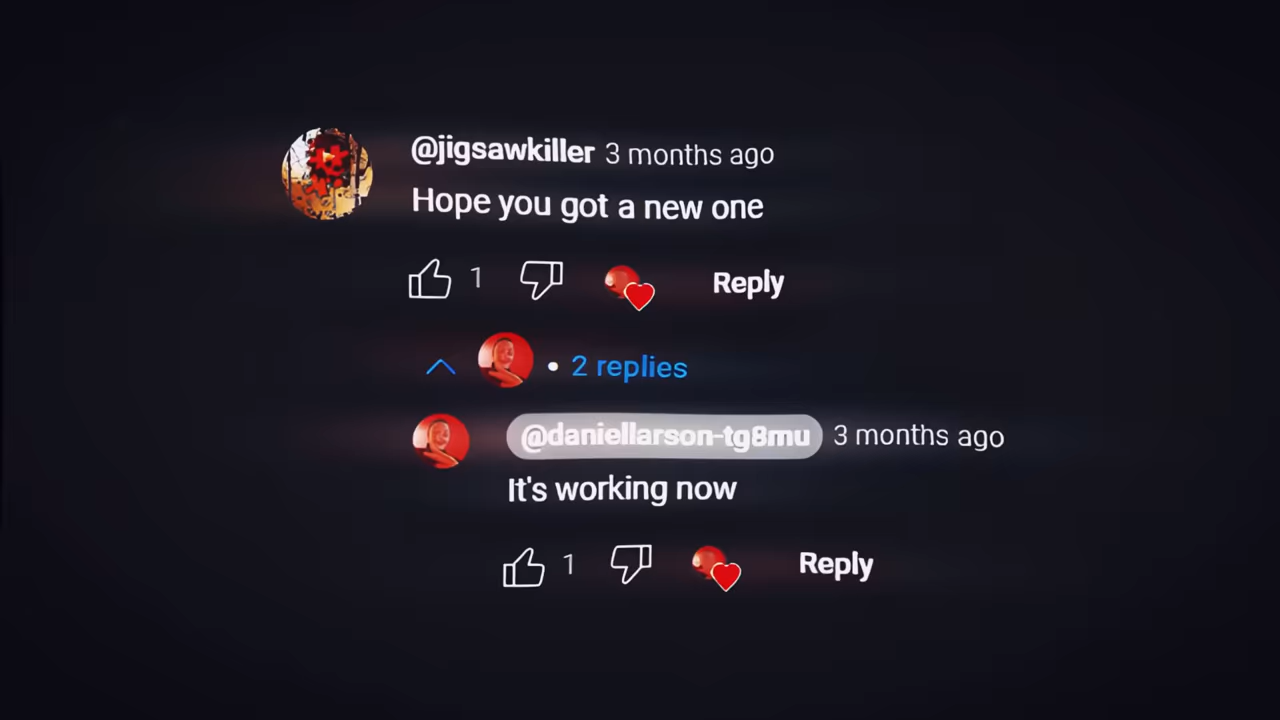 @jigsawkiller 3 months ago
Hope you got a new one
1 Reply
• 2 replies
@daniellarson-tg8mu 3 months ago
It's working now
1 Reply